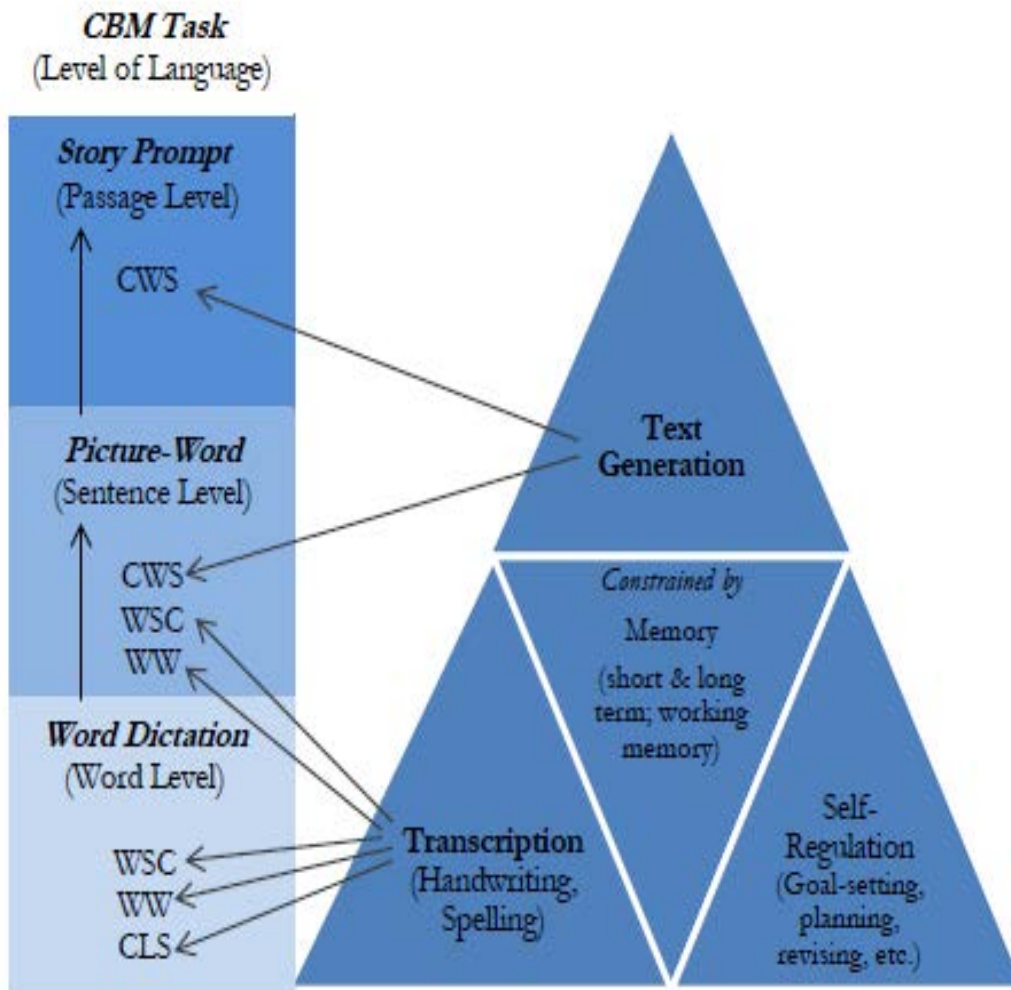 CBM Task
(Level of Language)
Story Prompt
(Passage Level)
CWS
Picture-Word
(Sentence Level)
CWS
WSC
WW
Word Dictation
(Word Level)
WSC
WW
CLS
Text
Generation
Constrained by
Memory
(short & long
term; working
memory)
Transcription
(Handwriting,
Spelling)
Self-
Regulation
(Goal-setting,
planning,
revising, etc.)